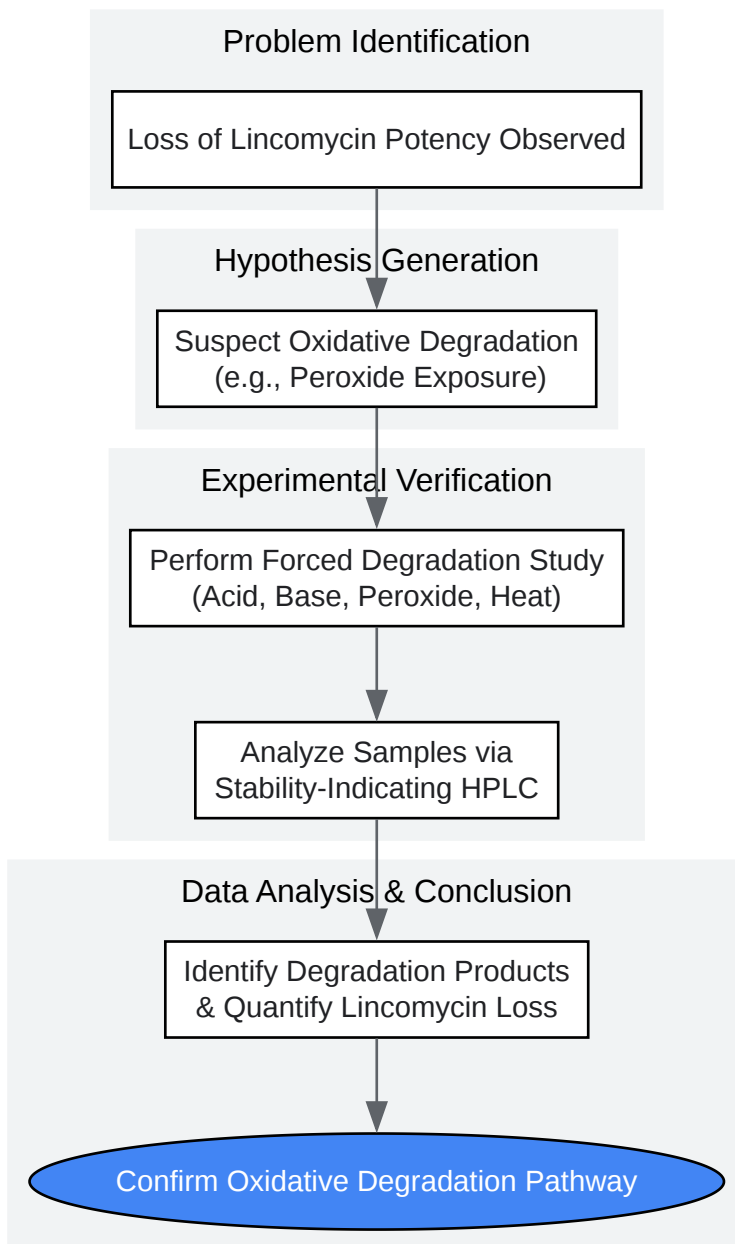 Problem Identification
Loss of Lincomycin Potency Observed
Hypothesis Generation
Suspect Oxidative Degradation
(e.g., Peroxide Exposure)
Experimental Verification
Perform Forced Degradation Study
(Acid, Base, Peroxide, Heat)
Analyze Samples via
Stability-Indicating HPLC
Data Analysis & Conclusion
Identify Degradation Products
& Quantify Lincomycin Loss
Confirm Oxidative Degradation Pathway